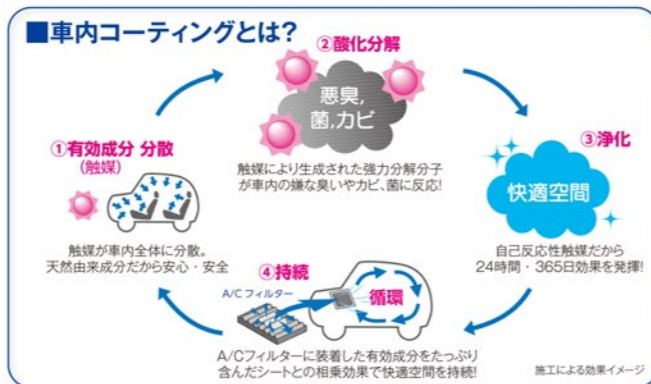 ■車内コーティングとは?
①有効成分 分散
(触媒)
触媒が車内全体に分散。
天然由来成分だから安心・安全
②酸化分解
悪臭,
菌,カビ
触媒により生成された強力分解分子
が車内の嫌な臭いやカビ、菌に反応!
③浄化
快適空間
自己反応性触媒だから
24時間・365日効果を発揮!
④持続
A/Cフィルター
循環
A/Cフィルターに装着した有効成分をたっぷり
含んだシートとの相乗効果で快適空間を持続!
施工による効果イメージ